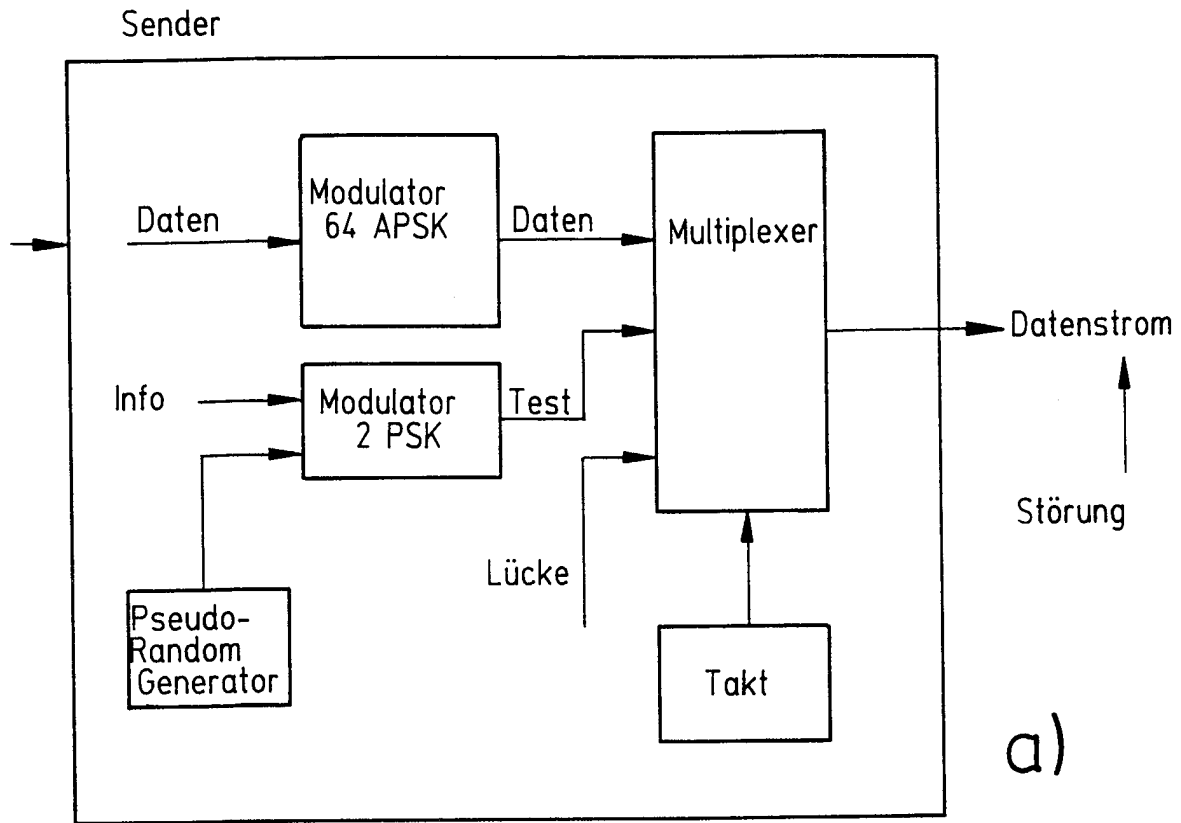 Sender
Daten
Modulator
64 APSK
Daten
Multiplexer
Datenstrom
Info
Modulator
2 PSK
Test
Störung
Lücke
Pseudo-
Random
Generator
Takt
a)